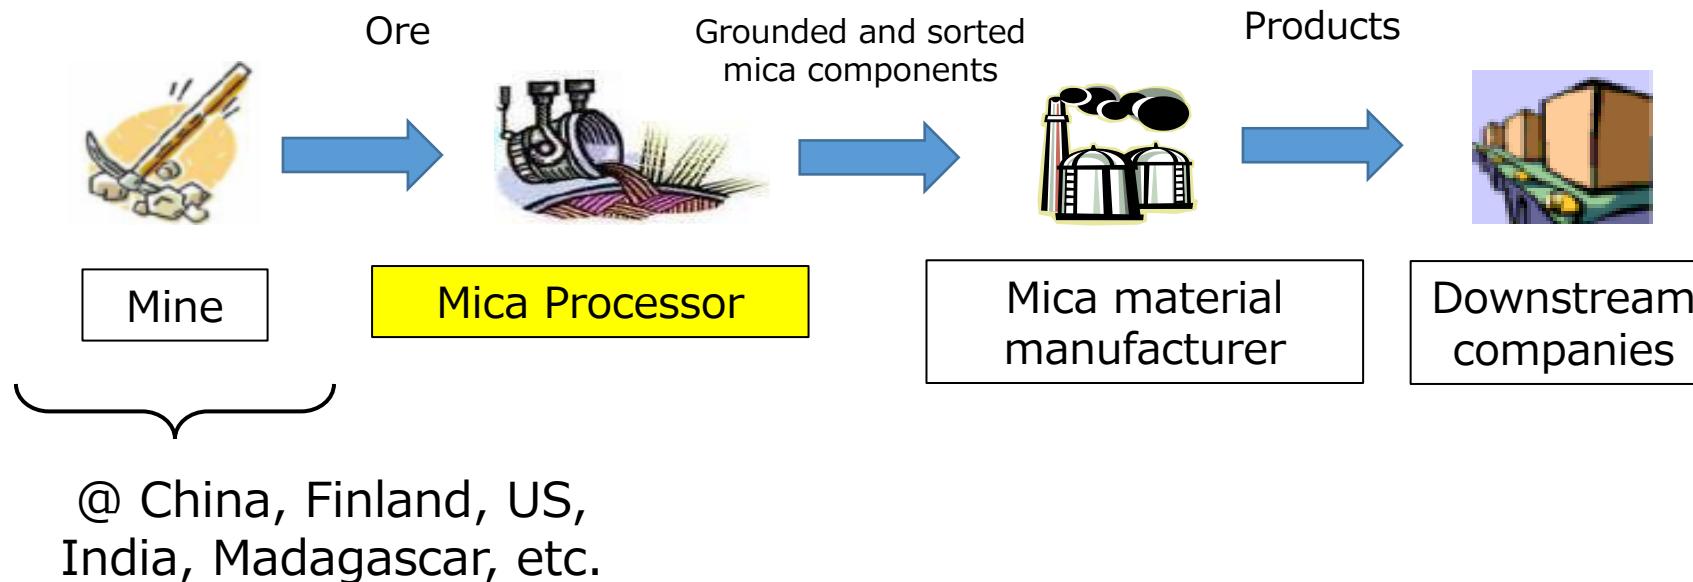 Ore
Grounded and sorted
mica components
Products
Mine
Mica Processor
Mica material
manufacturer
Downstream
companies
@ China, Finland, US,
India, Madagascar, etc.